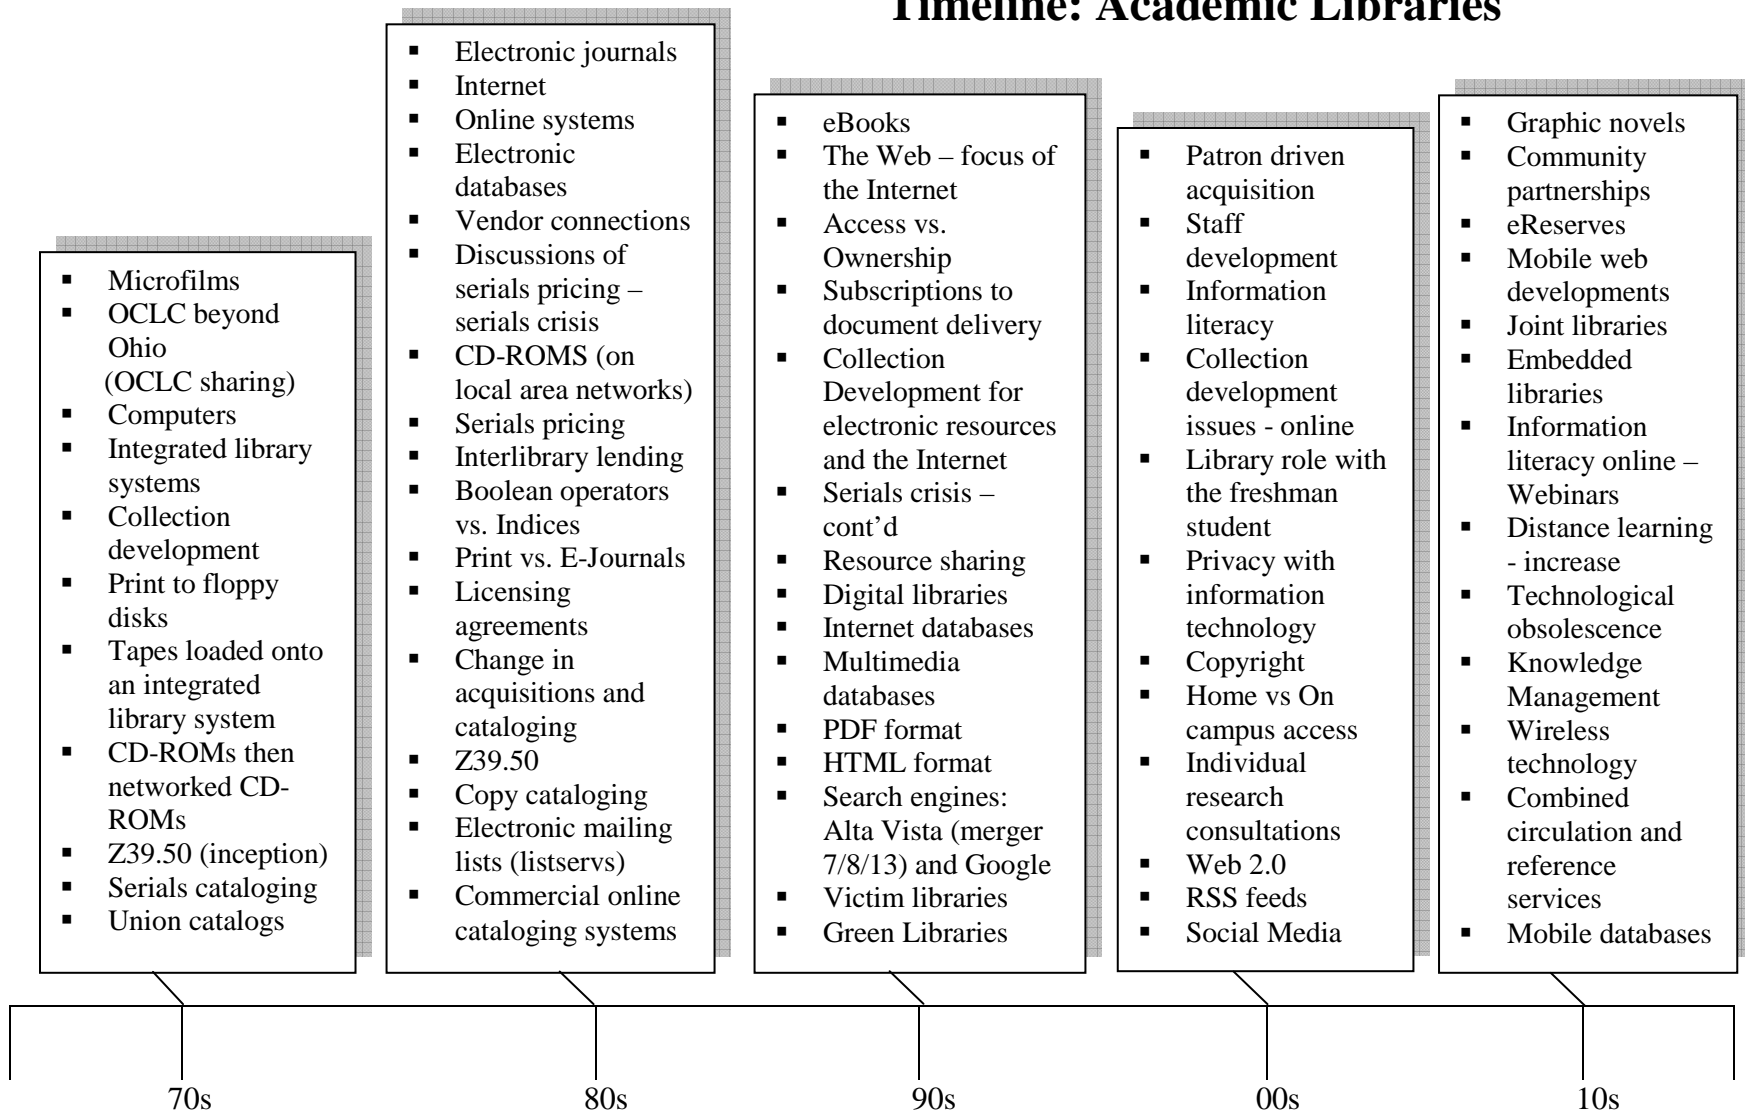 Timeline: Academic Libraries
▪ Microfilms
▪ OCLC beyond
Ohio
(OCLC sharing)
▪ Computers
▪ Integrated library
systems
▪ Collection
development
▪ Print to floppy
disks
▪ Tapes loaded onto
an integrated
library system
▪ CD-ROMs then
networked CD-
ROMs
▪ Z39.50 (inception)
▪ Serials cataloging
▪ Union catalogs
▪ Electronic journals
▪ Internet
▪ Online systems
▪ Electronic
databases
▪ Vendor connections
▪ Discussions of
serials pricing –
serials crisis
▪ CD-ROMS (on
local area networks)
▪ Serials pricing
▪ Interlibrary lending
▪ Boolean operators
vs. Indices
▪ Print vs. E-Journals
▪ Licensing
agreements
▪ Change in
acquisitions and
cataloging
▪ Z39.50
▪ Copy cataloging
▪ Electronic mailing
lists (listservs)
▪ Commercial online
cataloging systems
▪ eBooks
▪ The Web – focus of
the Internet
▪ Access vs.
Ownership
▪ Subscriptions to
document delivery
▪ Collection
Development for
electronic resources
and the Internet
▪ Serials crisis –
cont’d
▪ Resource sharing
▪ Digital libraries
▪ Internet databases
▪ Multimedia
databases
▪ PDF format
▪ HTML format
▪ Search engines:
Alta Vista (merger
7/8/13) and Google
▪ Victim libraries
▪ Green Libraries
▪ Patron driven
acquisition
▪ Staff
development
▪ Information
literacy
▪ Collection
development
issues - online
▪ Library role with
the freshman
student
▪ Privacy with
information
technology
▪ Copyright
▪ Home vs On
campus access
▪ Individual
research
consultations
▪ Web 2.0
▪ RSS feeds
▪ Social Media
▪ Graphic novels
▪ Community
partnerships
▪ eReserves
▪ Mobile web
developments
▪ Joint libraries
▪ Embedded
libraries
▪ Information
literacy online –
Webinars
▪ Distance learning
- increase
▪ Technological
obsolescence
▪ Knowledge
Management
▪ Wireless
technology
▪ Combined
circulation and
reference
services
▪ Mobile databases
70s
80s
90s
00s
10s